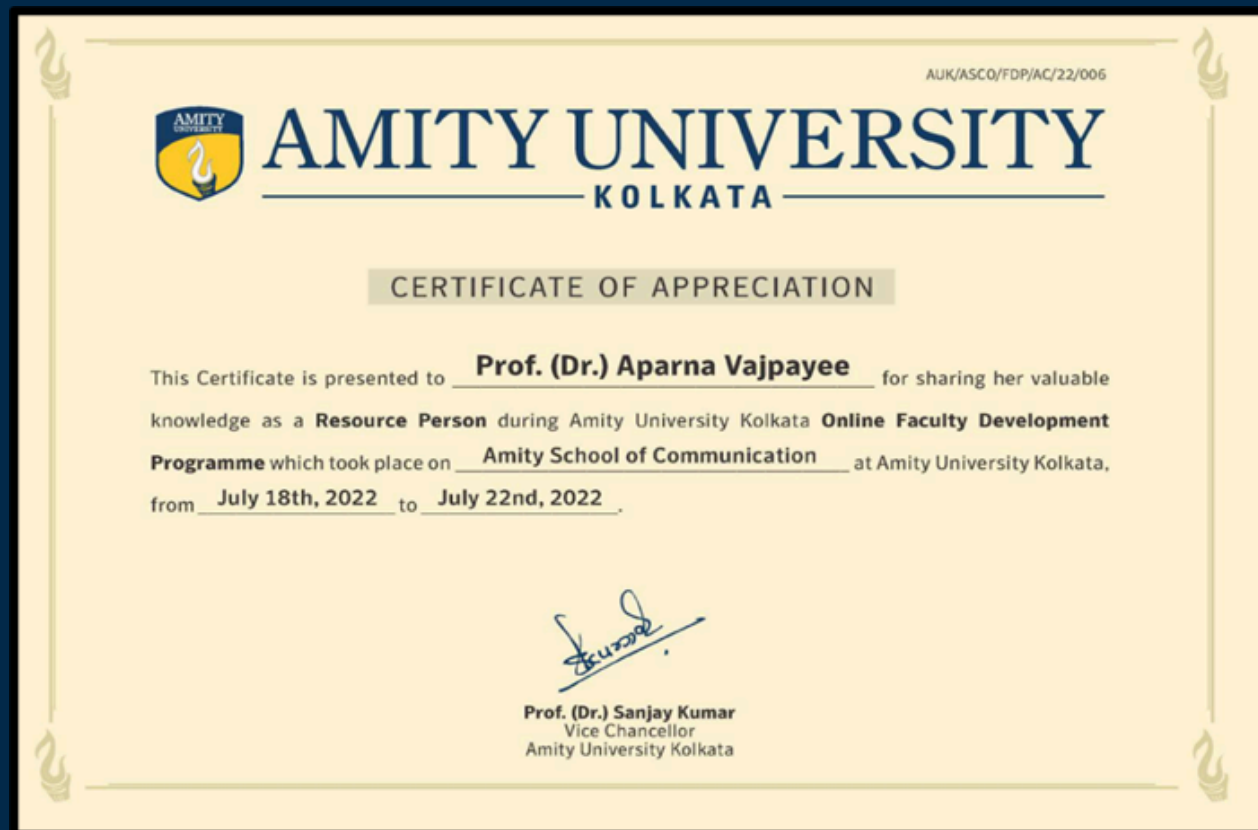 AUK/ASCO/FDP/AC/22/006
AMITY
UNIVERSITY
AMITY UNIVERSITY
KOLKATA
CERTIFICATE OF APPRECIATION
This Certificate is presented to Prof. (Dr.) Aparna Vajpayee for sharing her valuable
knowledge as a Resource Person during Amity University Kolkata Online Faculty Development
Programme which took place on Amity School of Communication at Amity University Kolkata,
from July 18th, 2022 to July 22nd, 2022.
Prof. (Dr.) Sanjay Kumar
Vice Chancellor
Amity University Kolkata